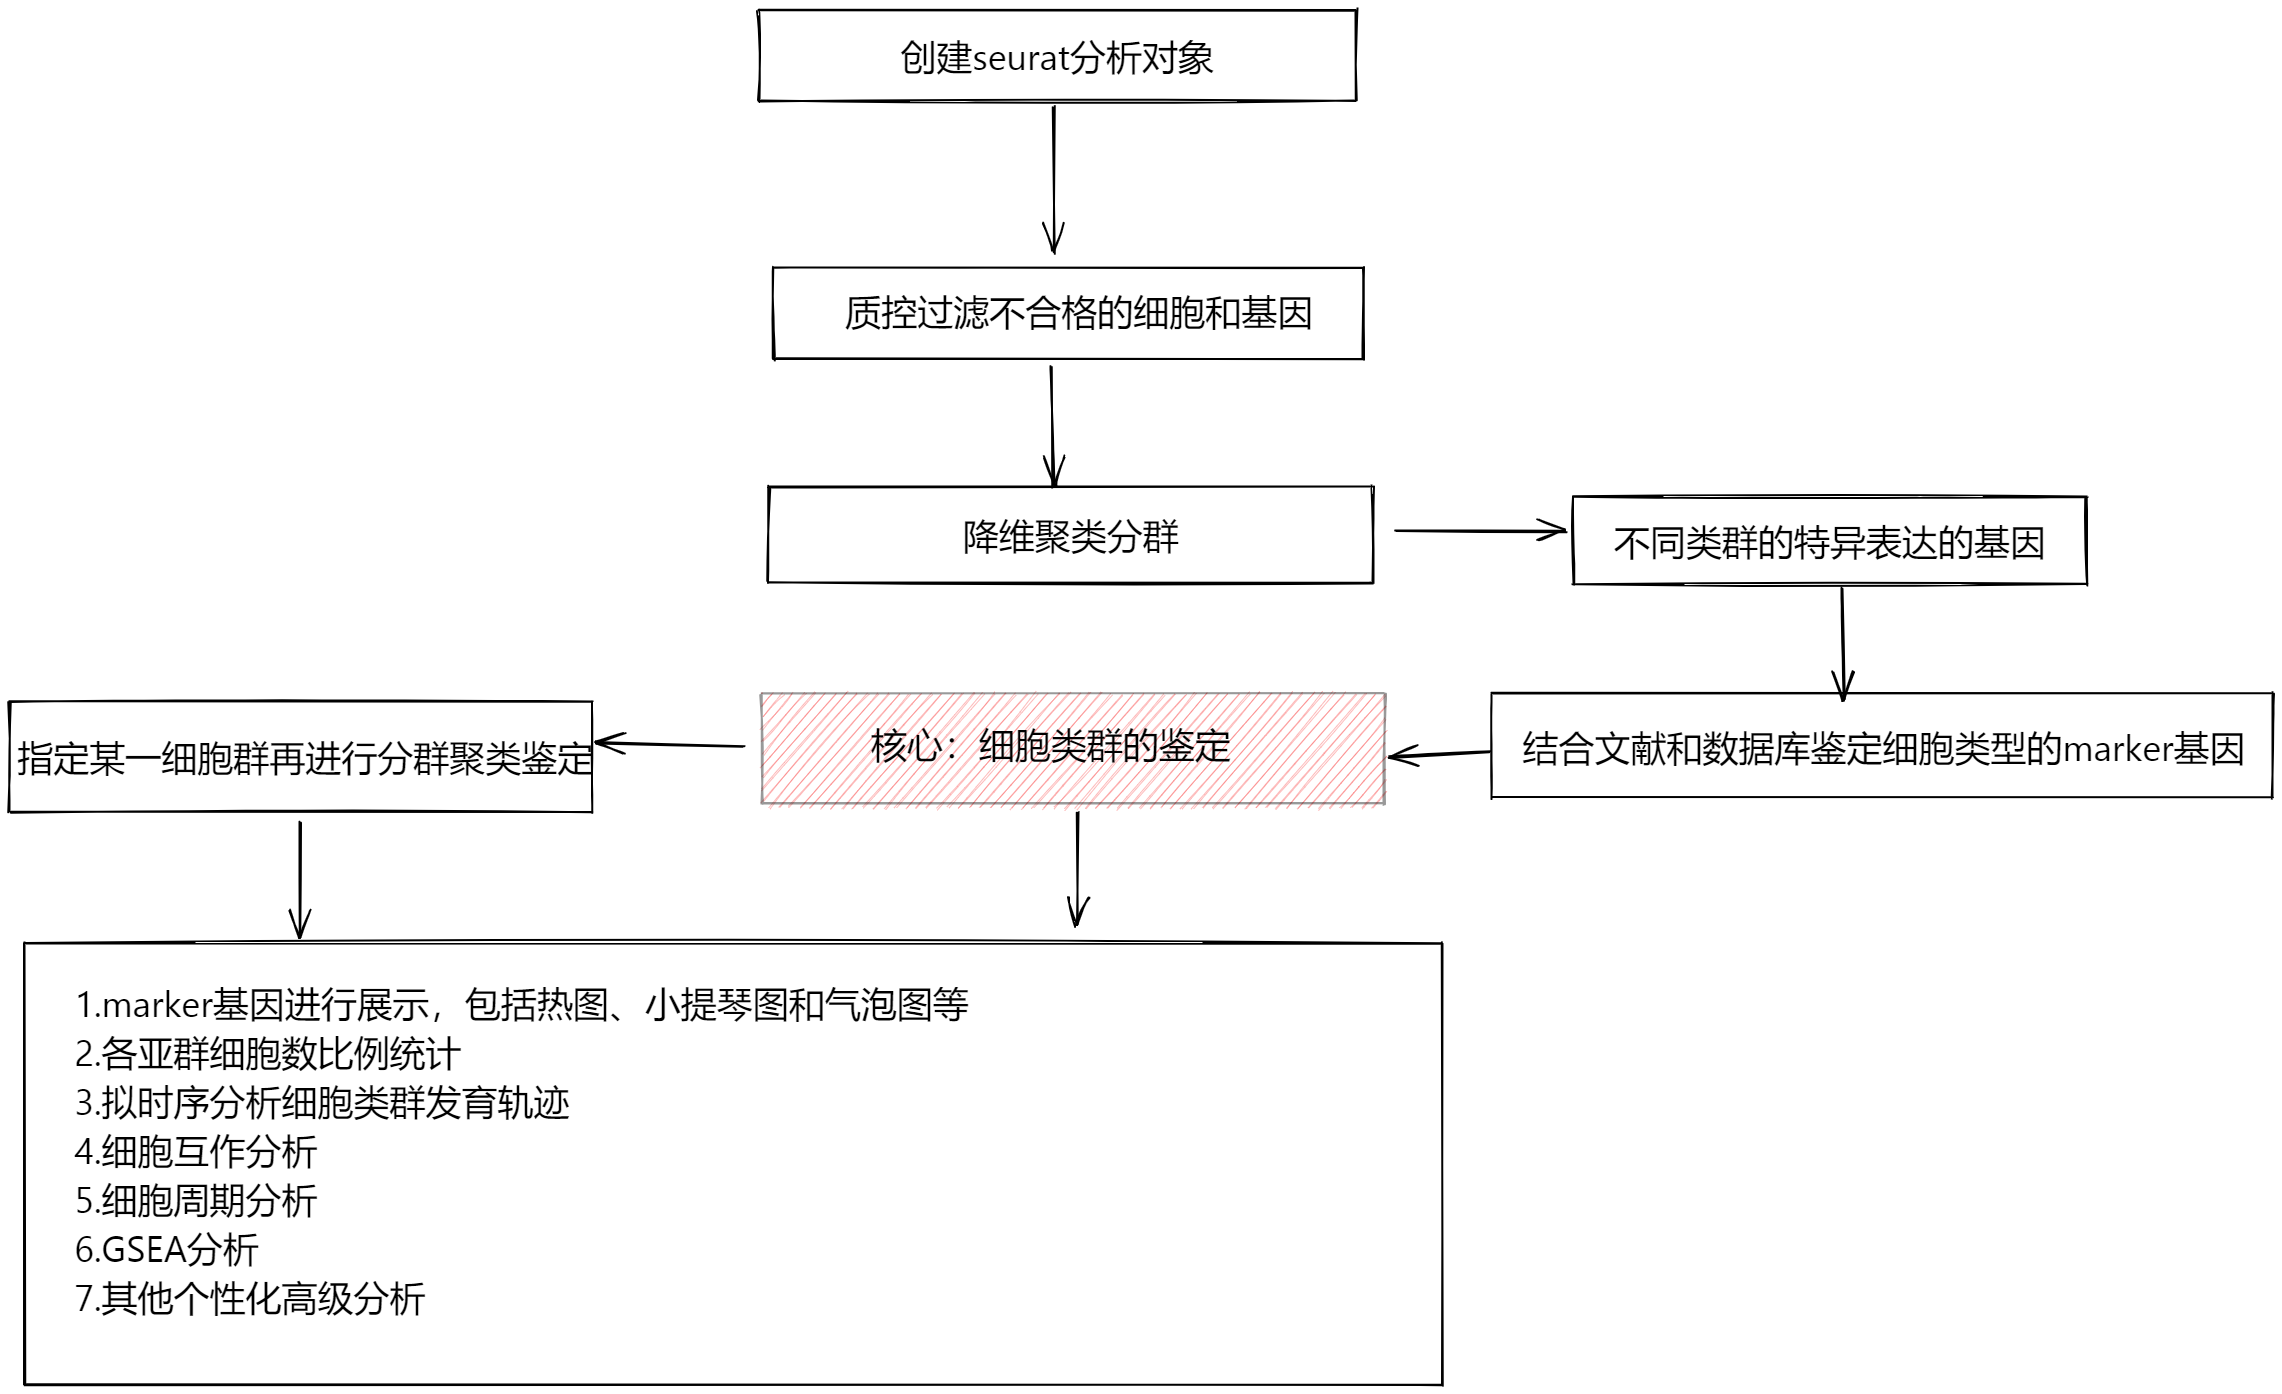 创建seurat分析对象
质控过滤不合格的细胞和基因
降维聚类分群
不同类群的特异表达的基因
指定某一细胞群再进行分群聚类鉴定
核心：细胞类群的鉴定
结合文献和数据库鉴定细胞类型的marker基因
1.marker基因进行展示，包括热图、小提琴图和气泡图等
2.各亚群细胞数比例统计
3.拟时序分析细胞类群发育轨迹
4.细胞互作分析
5.细胞周期分析
6.GSEA分析
7.其他个性化高级分析